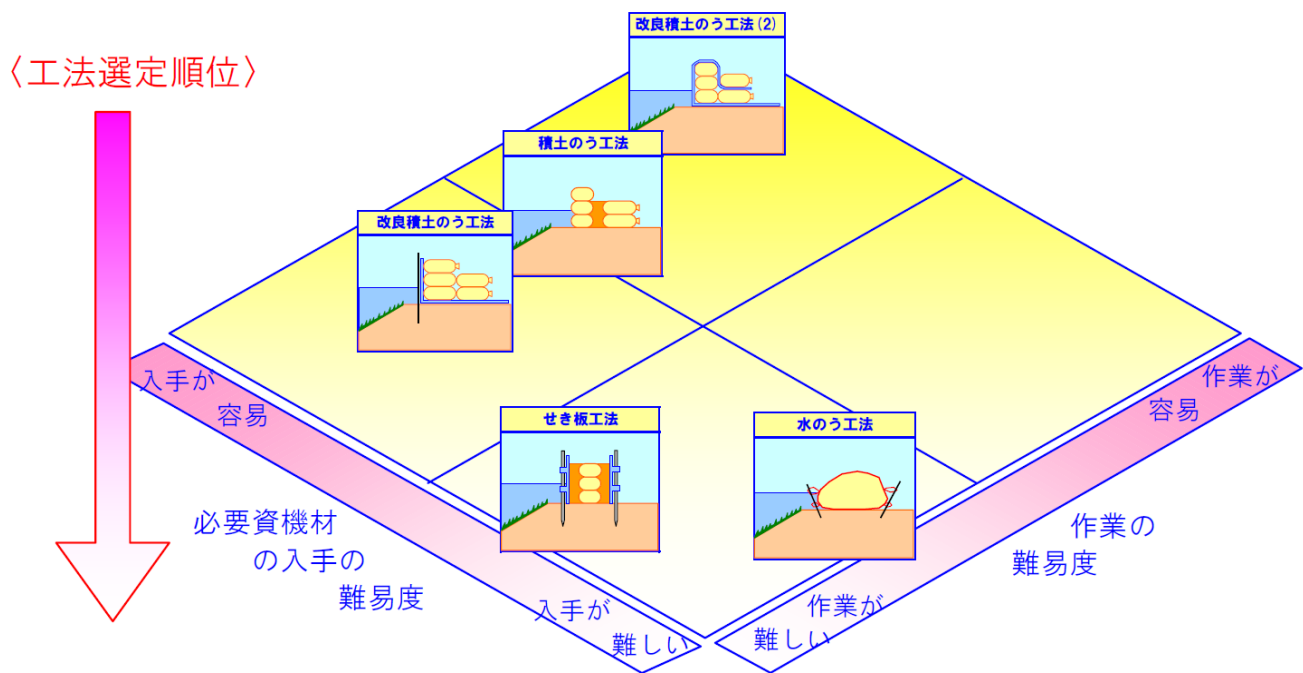 〈工法選定順位〉
改良積土のう工法(2)
積土のう工法
改良積土のう工法
せき板工法
水のう工法
入手が
容易
必要資機材
の入手の
難易度
入手が
難しい
作業が
容易
作業の
難易度
作業が
難しい